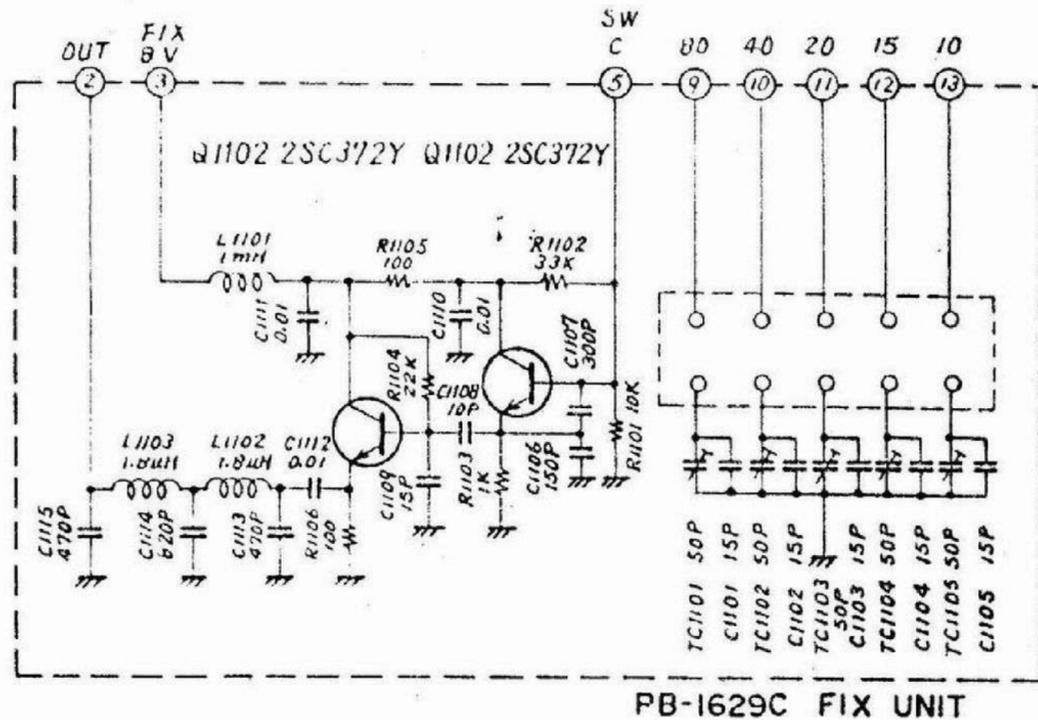 OUT
FIX
8 V
SW
C
80
40
20
15
10
2
3
5
9
10
11
12
13
Q1102 2SC372Y Q1102 2SC372Y
L1101
1mH
R1105
100
R1102
33K
C1111
0.01
C1110
0.01
C1107
300P
R1104
22K
C1108
10P
R1101 10K
L1103
1.8µH
L1102
1.8µH
C1112
0.01
C1109
15P
R1103
1K
C1106
150P
C1115
470P
C1114
820P
C1113
470P
R1106
100
TC1101 50P
C1101 15P
TC1102 50P
C1102 15P
TC1103
50P
C1103 15P
TC1104 50P
C1104 15P
TC1105 50P
C1105 15P
PB-1629C FIX UNIT